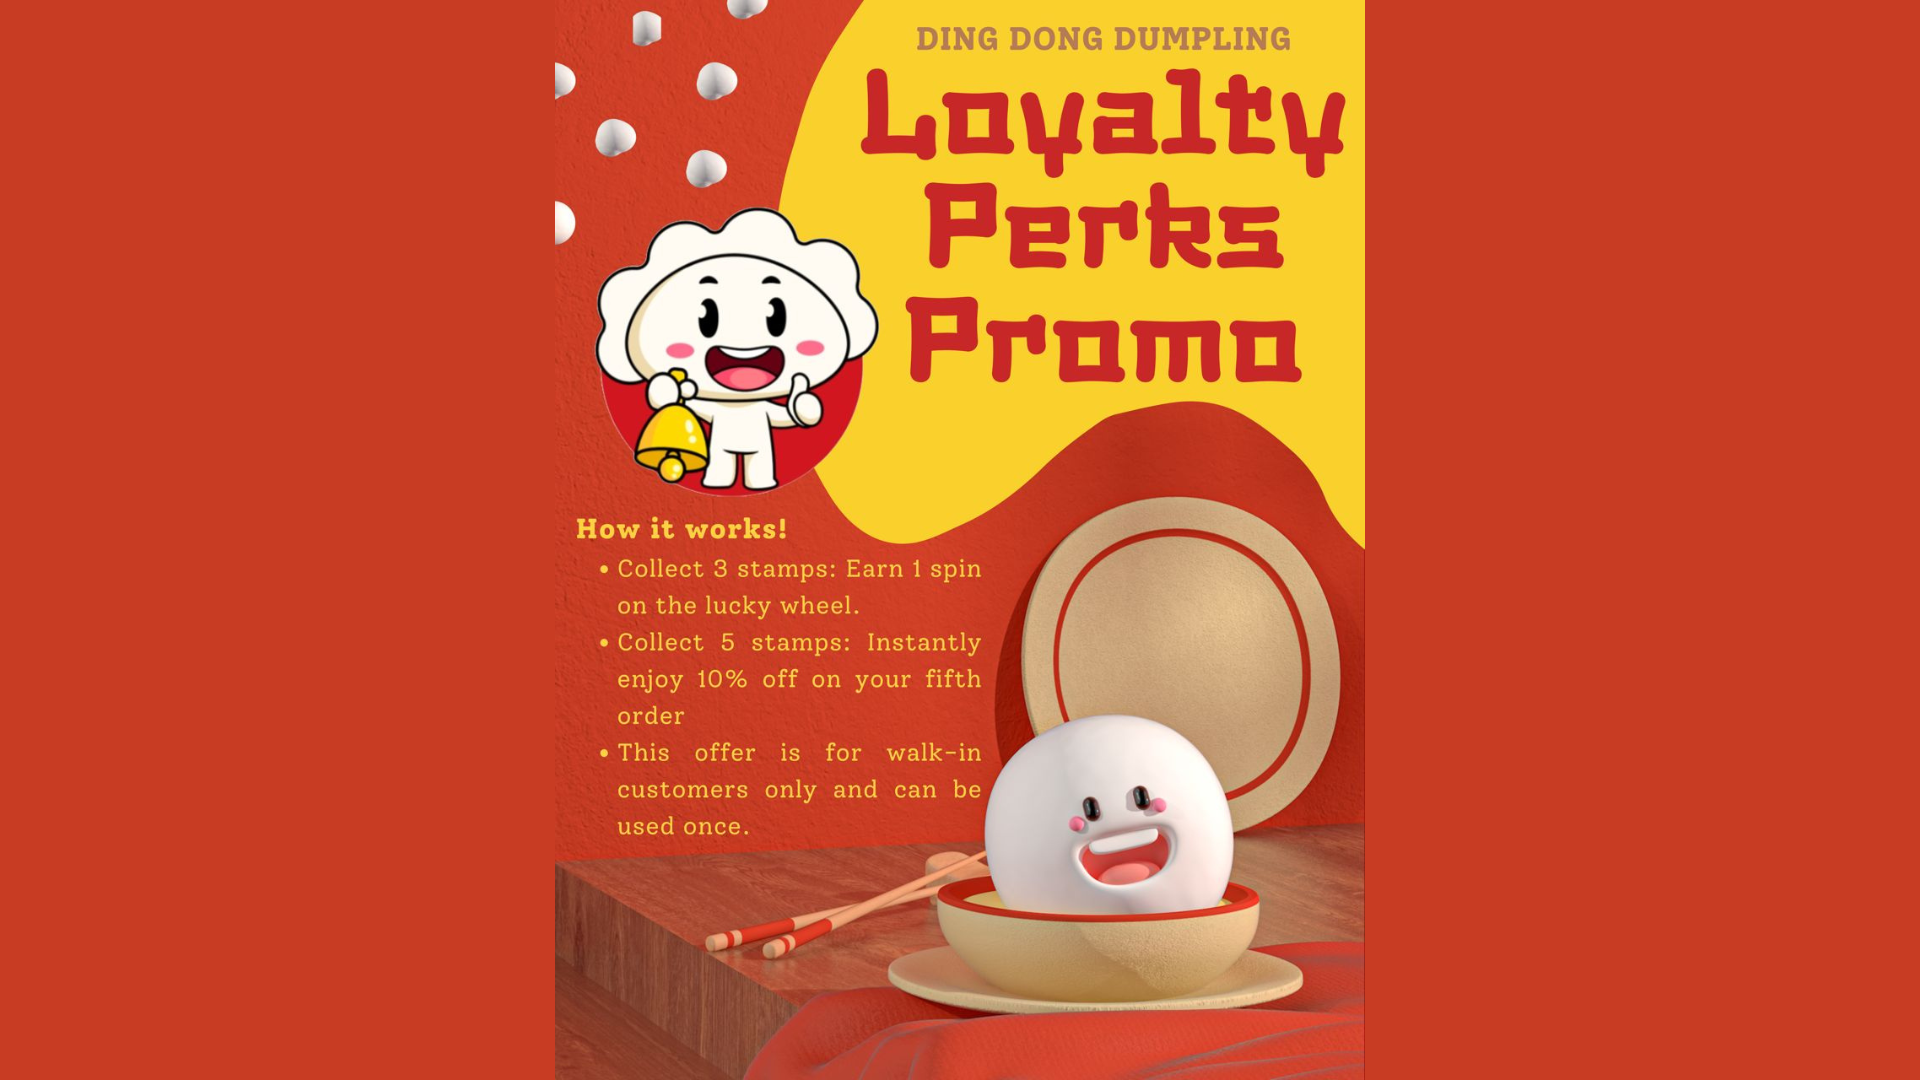 DING DONG DUMPLING
Loyalty
Perks
Promo
How it works!
• Collect 3 stamps: Earn 1 spin
on the lucky wheel.
• Collect 5 stamps: Instantly
enjoy 10% off on your fifth
order
• This offer is for walk-in
customers only and can be
used once.